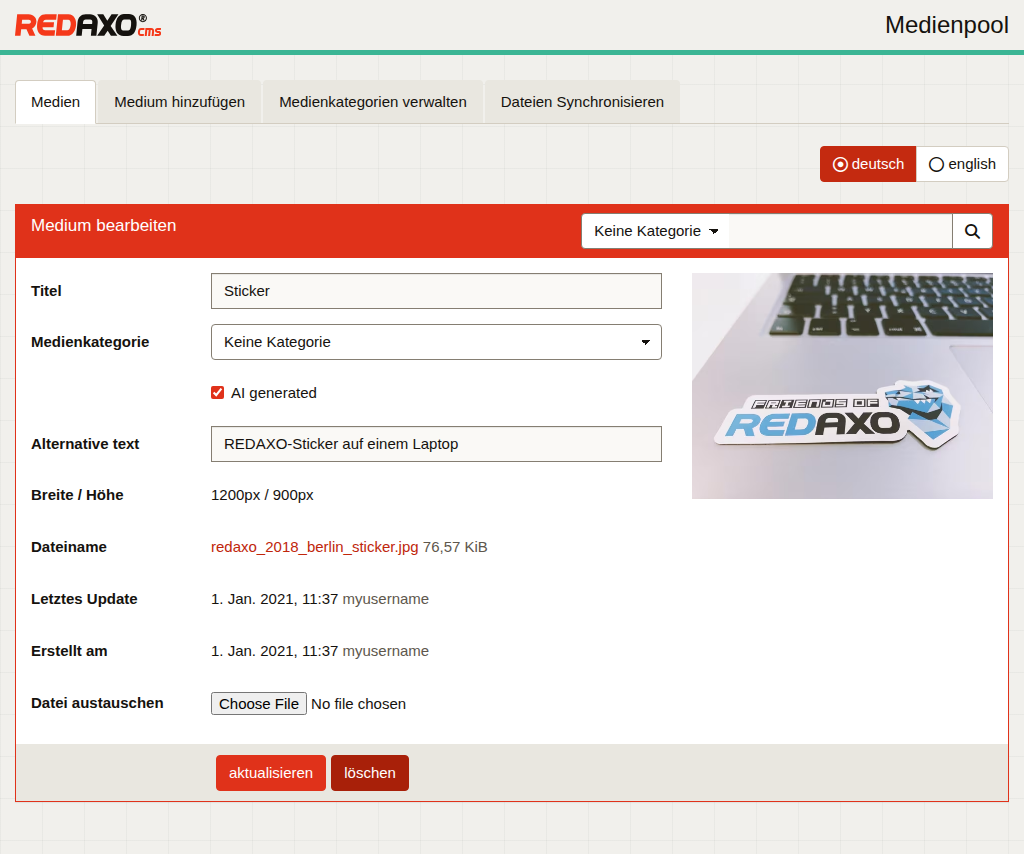 REDAXO® cms
Medienpool
Medien
Medium hinzufügen
Medienkategorien verwalten
Dateien Synchronisieren
deutsch
english
Medium bearbeiten
Keine Kategorie
Titel
Sticker
Medienkategorie
Keine Kategorie
AI generated
Alternative text
REDAXO-Sticker auf einem Laptop
Breite / Höhe
1200px / 900px
Dateiname
redaxo_2018_berlin_sticker.jpg 76,57 KiB
Letztes Update
1. Jan. 2021, 11:37 myusername
Erstellt am
1. Jan. 2021, 11:37 myusername
Datei austauschen
Choose File No file chosen
aktualisieren
löschen
FRIENDS OF
REDAXO